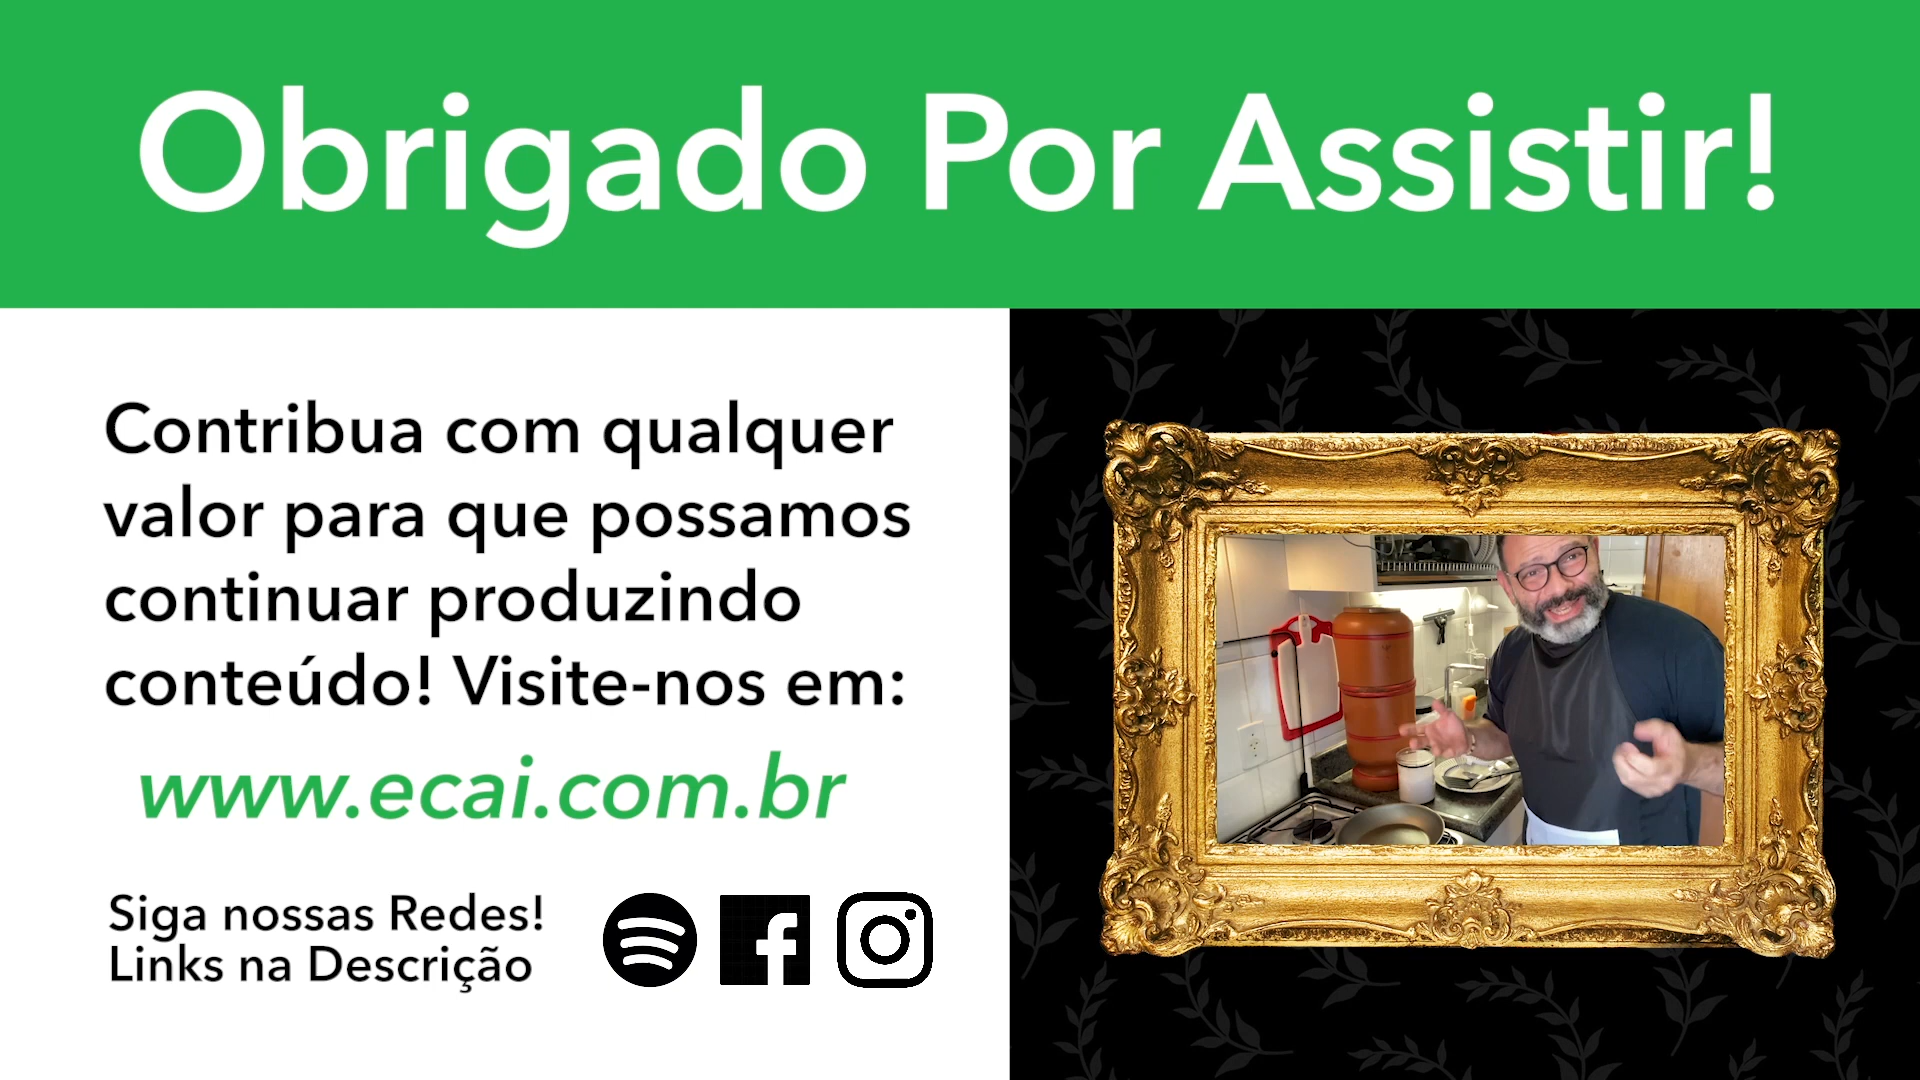 Obrigado Por Assistir!
Contribua com qualquer
valor para que possamos
continuar produzindo
conteúdo! Visite-nos em:
www.ecai.com.br
Siga nossas Redes!
Links na Descrição